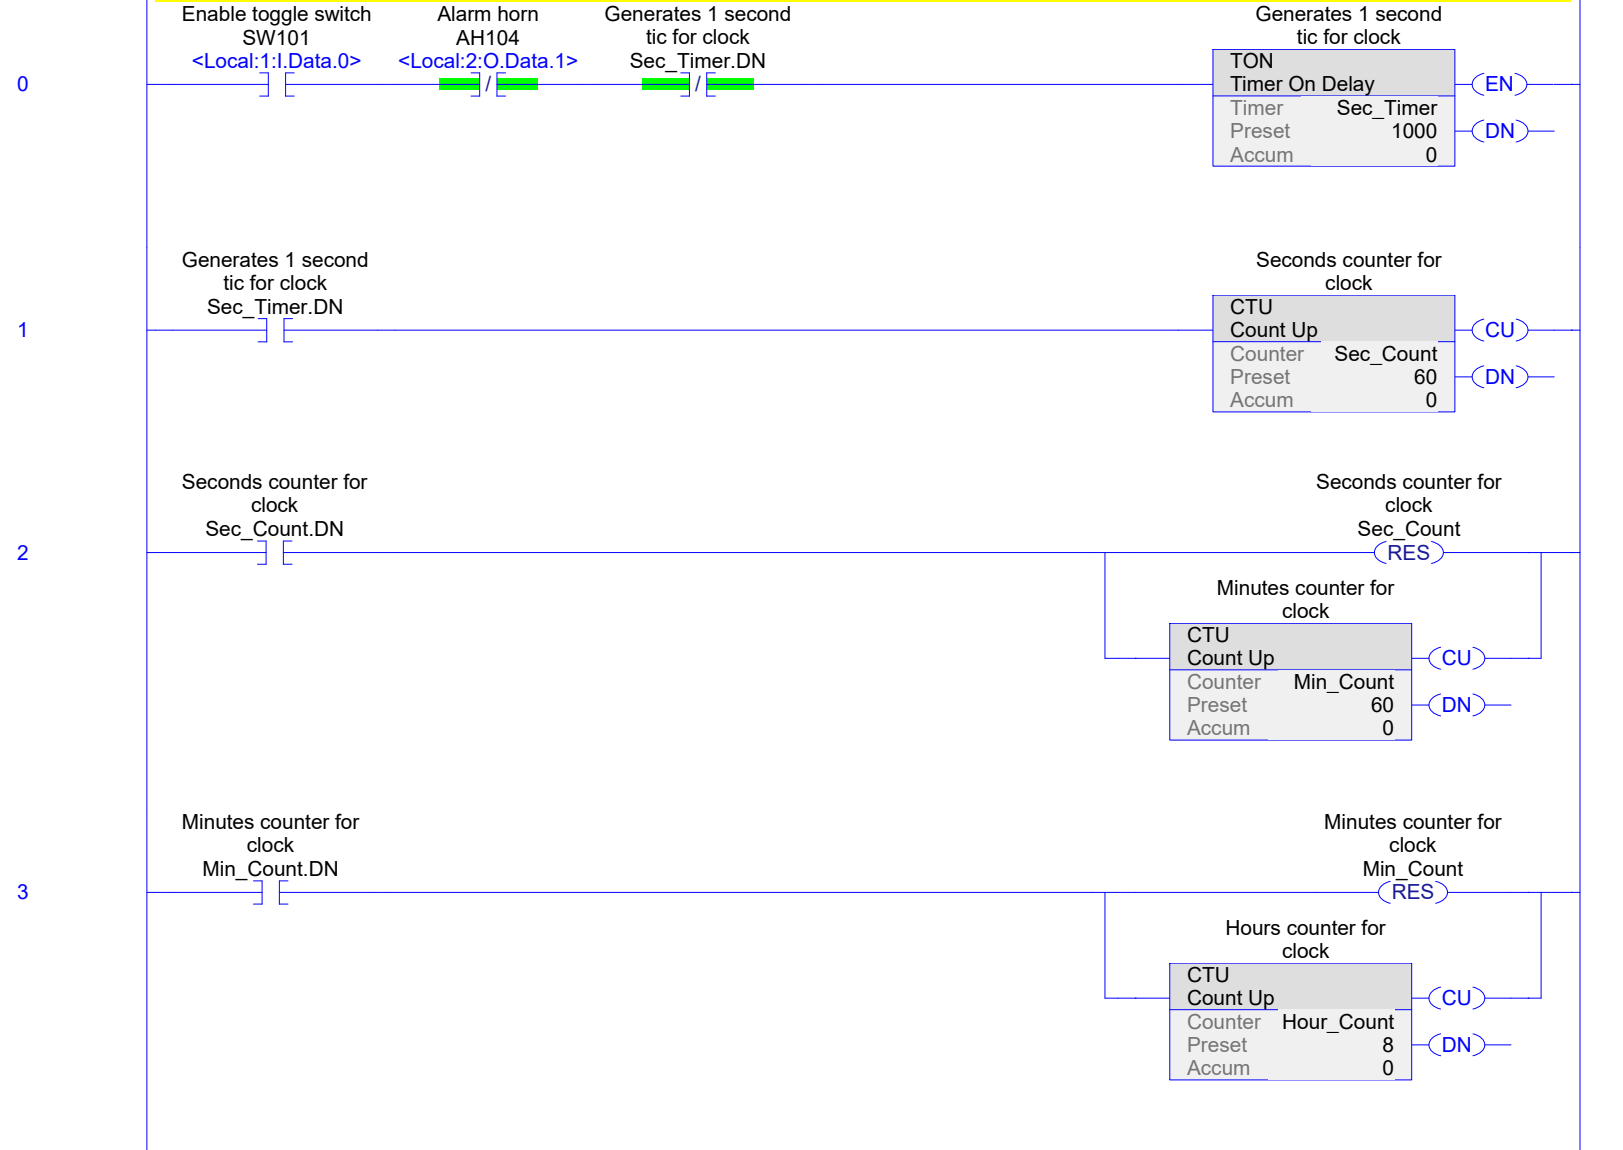 Enable toggle switch
SW101
<Local:1:I.Data.0>
Alarm horn
AH104
<Local:2:O.Data.1>
/
Generates 1 second
tic for clock
Sec_Timer.DN
/
Generates 1 second
tic for clock
TON
Timer On Delay
Timer Sec_Timer
Preset 1000
Accum 0
EN
DN
0
Generates 1 second
tic for clock
Sec_Timer.DN
Seconds counter for
clock
CTU
Count Up
Counter Sec_Count
Preset 60
Accum 0
CU
DN
1
Seconds counter for
clock
Sec_Count.DN
Seconds counter for
clock
Sec_Count
RES
2
Minutes counter for
clock
CTU
Count Up
Counter Min_Count
Preset 60
Accum 0
CU
DN
Minutes counter for
clock
Min_Count.DN
Minutes counter for
clock
Min_Count
RES
3
Hours counter for
clock
CTU
Count Up
Counter Hour_Count
Preset 8
Accum 0
CU
DN